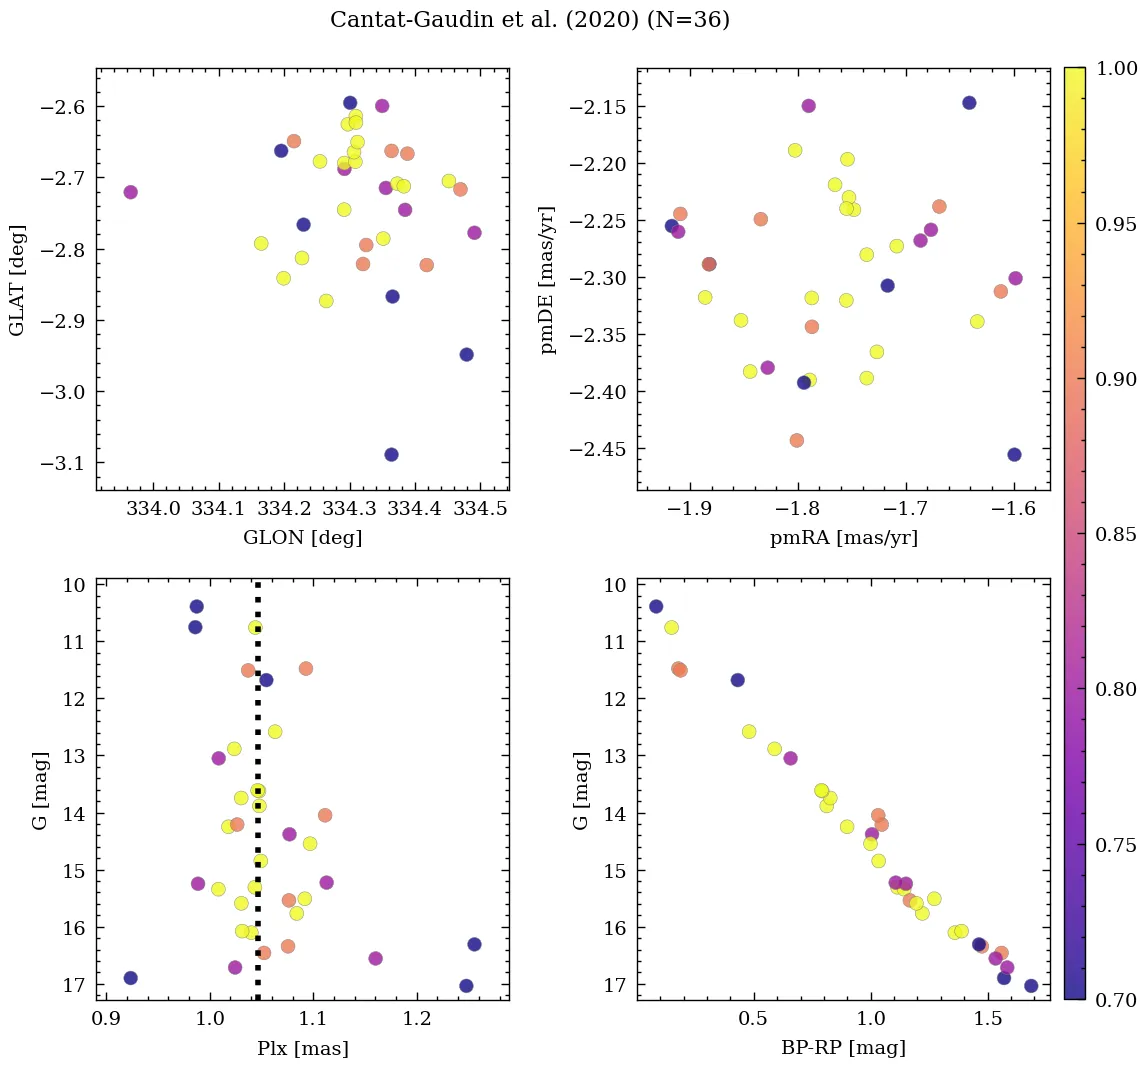 Cantat-Gaudin et al. (2020) (N=36)
−2.6
−2.7
−2.8
−2.9
−3.0
−3.1
GLAT [deg]
334.0 334.1 334.2 334.3 334.4 334.5
GLON [deg]
−2.15
−2.20
−2.25
−2.30
−2.35
−2.40
−2.45
pmDE [mas/yr]
−1.9 −1.8 −1.7 −1.6
pmRA [mas/yr]
10
11
12
13
14
15
16
17
G [mag]
0.9 1.0 1.1 1.2
Plx [mas]
10
11
12
13
14
15
16
17
G [mag]
0.5 1.0 1.5
BP-RP [mag]
1.00
0.95
0.90
0.85
0.80
0.75
0.70